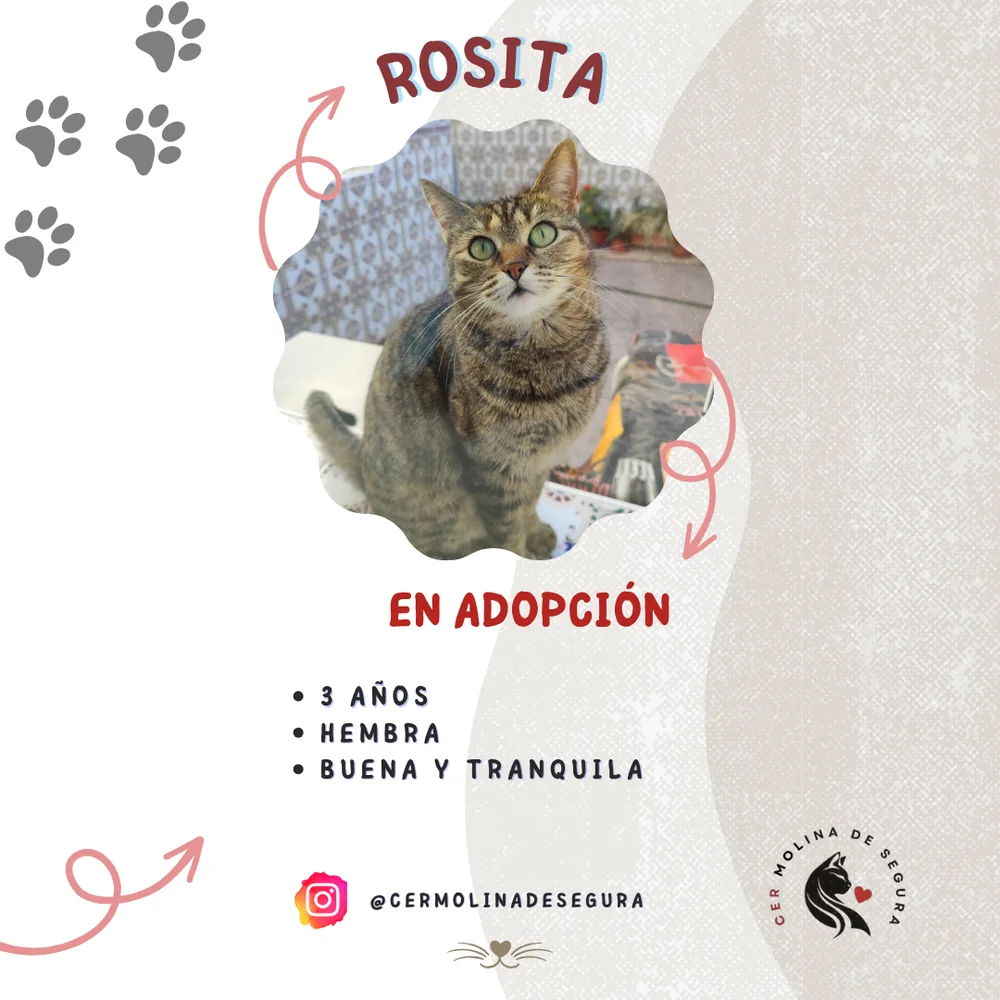 ROSITA
EN ADOPCIÓN
• 3 AÑOS
• HEMBRA
• BUENA Y TRANQUILA
@CERMOLINADESEGURA
CER MOLINA DE SEGURA